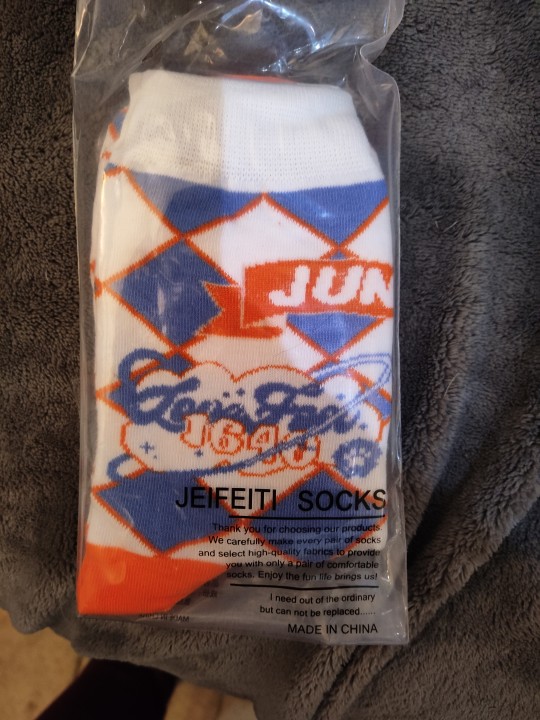 JUN
1640
JEIFEITI SOCKS
Thank you for choosing our products.
We carefully make every pair of socks
and select high-quality fabrics to provide
you with only a pair of comfortable
socks. Enjoy the fun life brings us!
I need out of the ordinary
but can not be replaced......
MADE IN CHINA